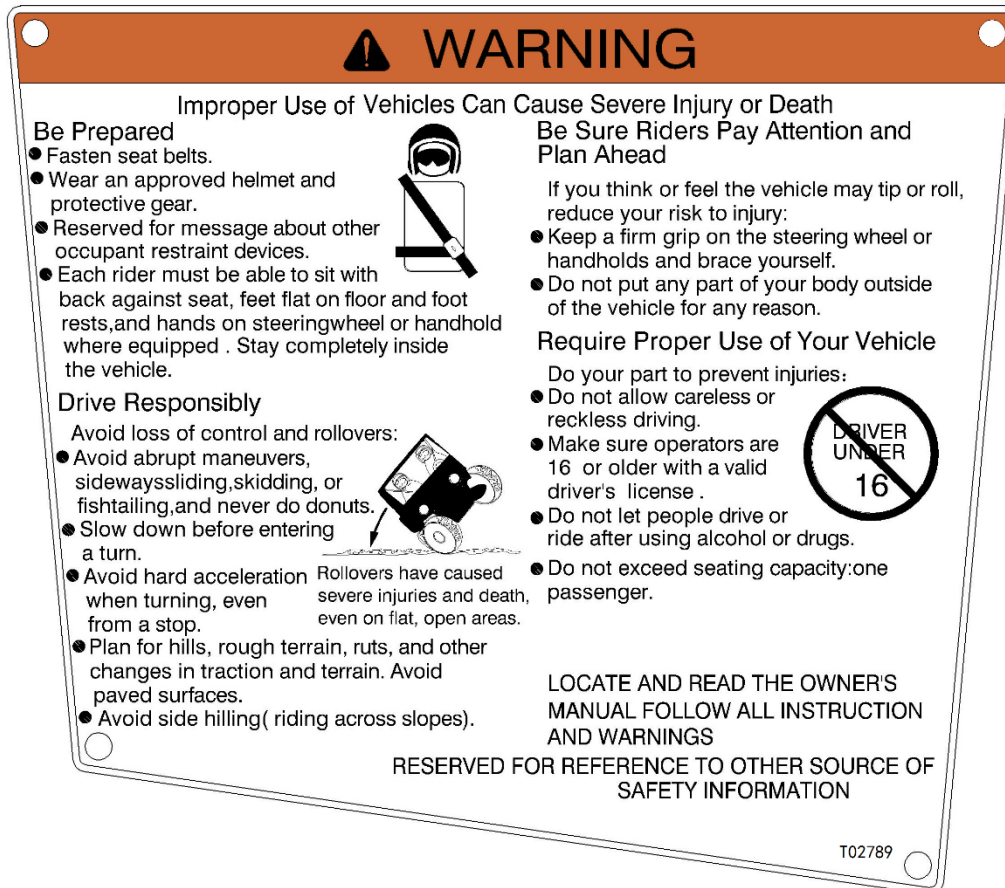 WARNING
Improper Use of Vehicles Can Cause Severe Injury or Death
Be Prepared
Fasten seat belts.
Wear an approved helmet and
protective gear.
Reserved for message about other
occupant restraint devices.
Each rider must be able to sit with
back against seat, feet flat on floor and foot
rests,and hands on steeringwheel or handhold
where equipped . Stay completely inside
the vehicle.
Drive Responsibly
Avoid loss of control and rollovers:
Avoid abrupt maneuvers,
sidewayssliding,skidding, or
fishtailing,and never do donuts.
Slow down before entering
a turn.
Avoid hard acceleration
when turning, even
from a stop.
Rollovers have caused
severe injuries and death,
even on flat, open areas.
Plan for hills, rough terrain, ruts, and other
changes in traction and terrain. Avoid
paved surfaces.
Avoid side hilling( riding across slopes).
Be Sure Riders Pay Attention and
Plan Ahead
If you think or feel the vehicle may tip or roll,
reduce your risk to injury:
Keep a firm grip on the steering wheel or
handholds and brace yourself.
Do not put any part of your body outside
of the vehicle for any reason.
Require Proper Use of Your Vehicle
Do your part to prevent injuries:
Do not allow careless or
reckless driving.
Make sure operators are
16 or older with a valid
driver's license .
Do not let people drive or
ride after using alcohol or drugs.
Do not exceed seating capacity:one
passenger.
DRIVER
UNDER
16
LOCATE AND READ THE OWNER'S
MANUAL FOLLOW ALL INSTRUCTION
AND WARNINGS
RESERVED FOR REFERENCE TO OTHER SOURCE OF
SAFETY INFORMATION
T02789